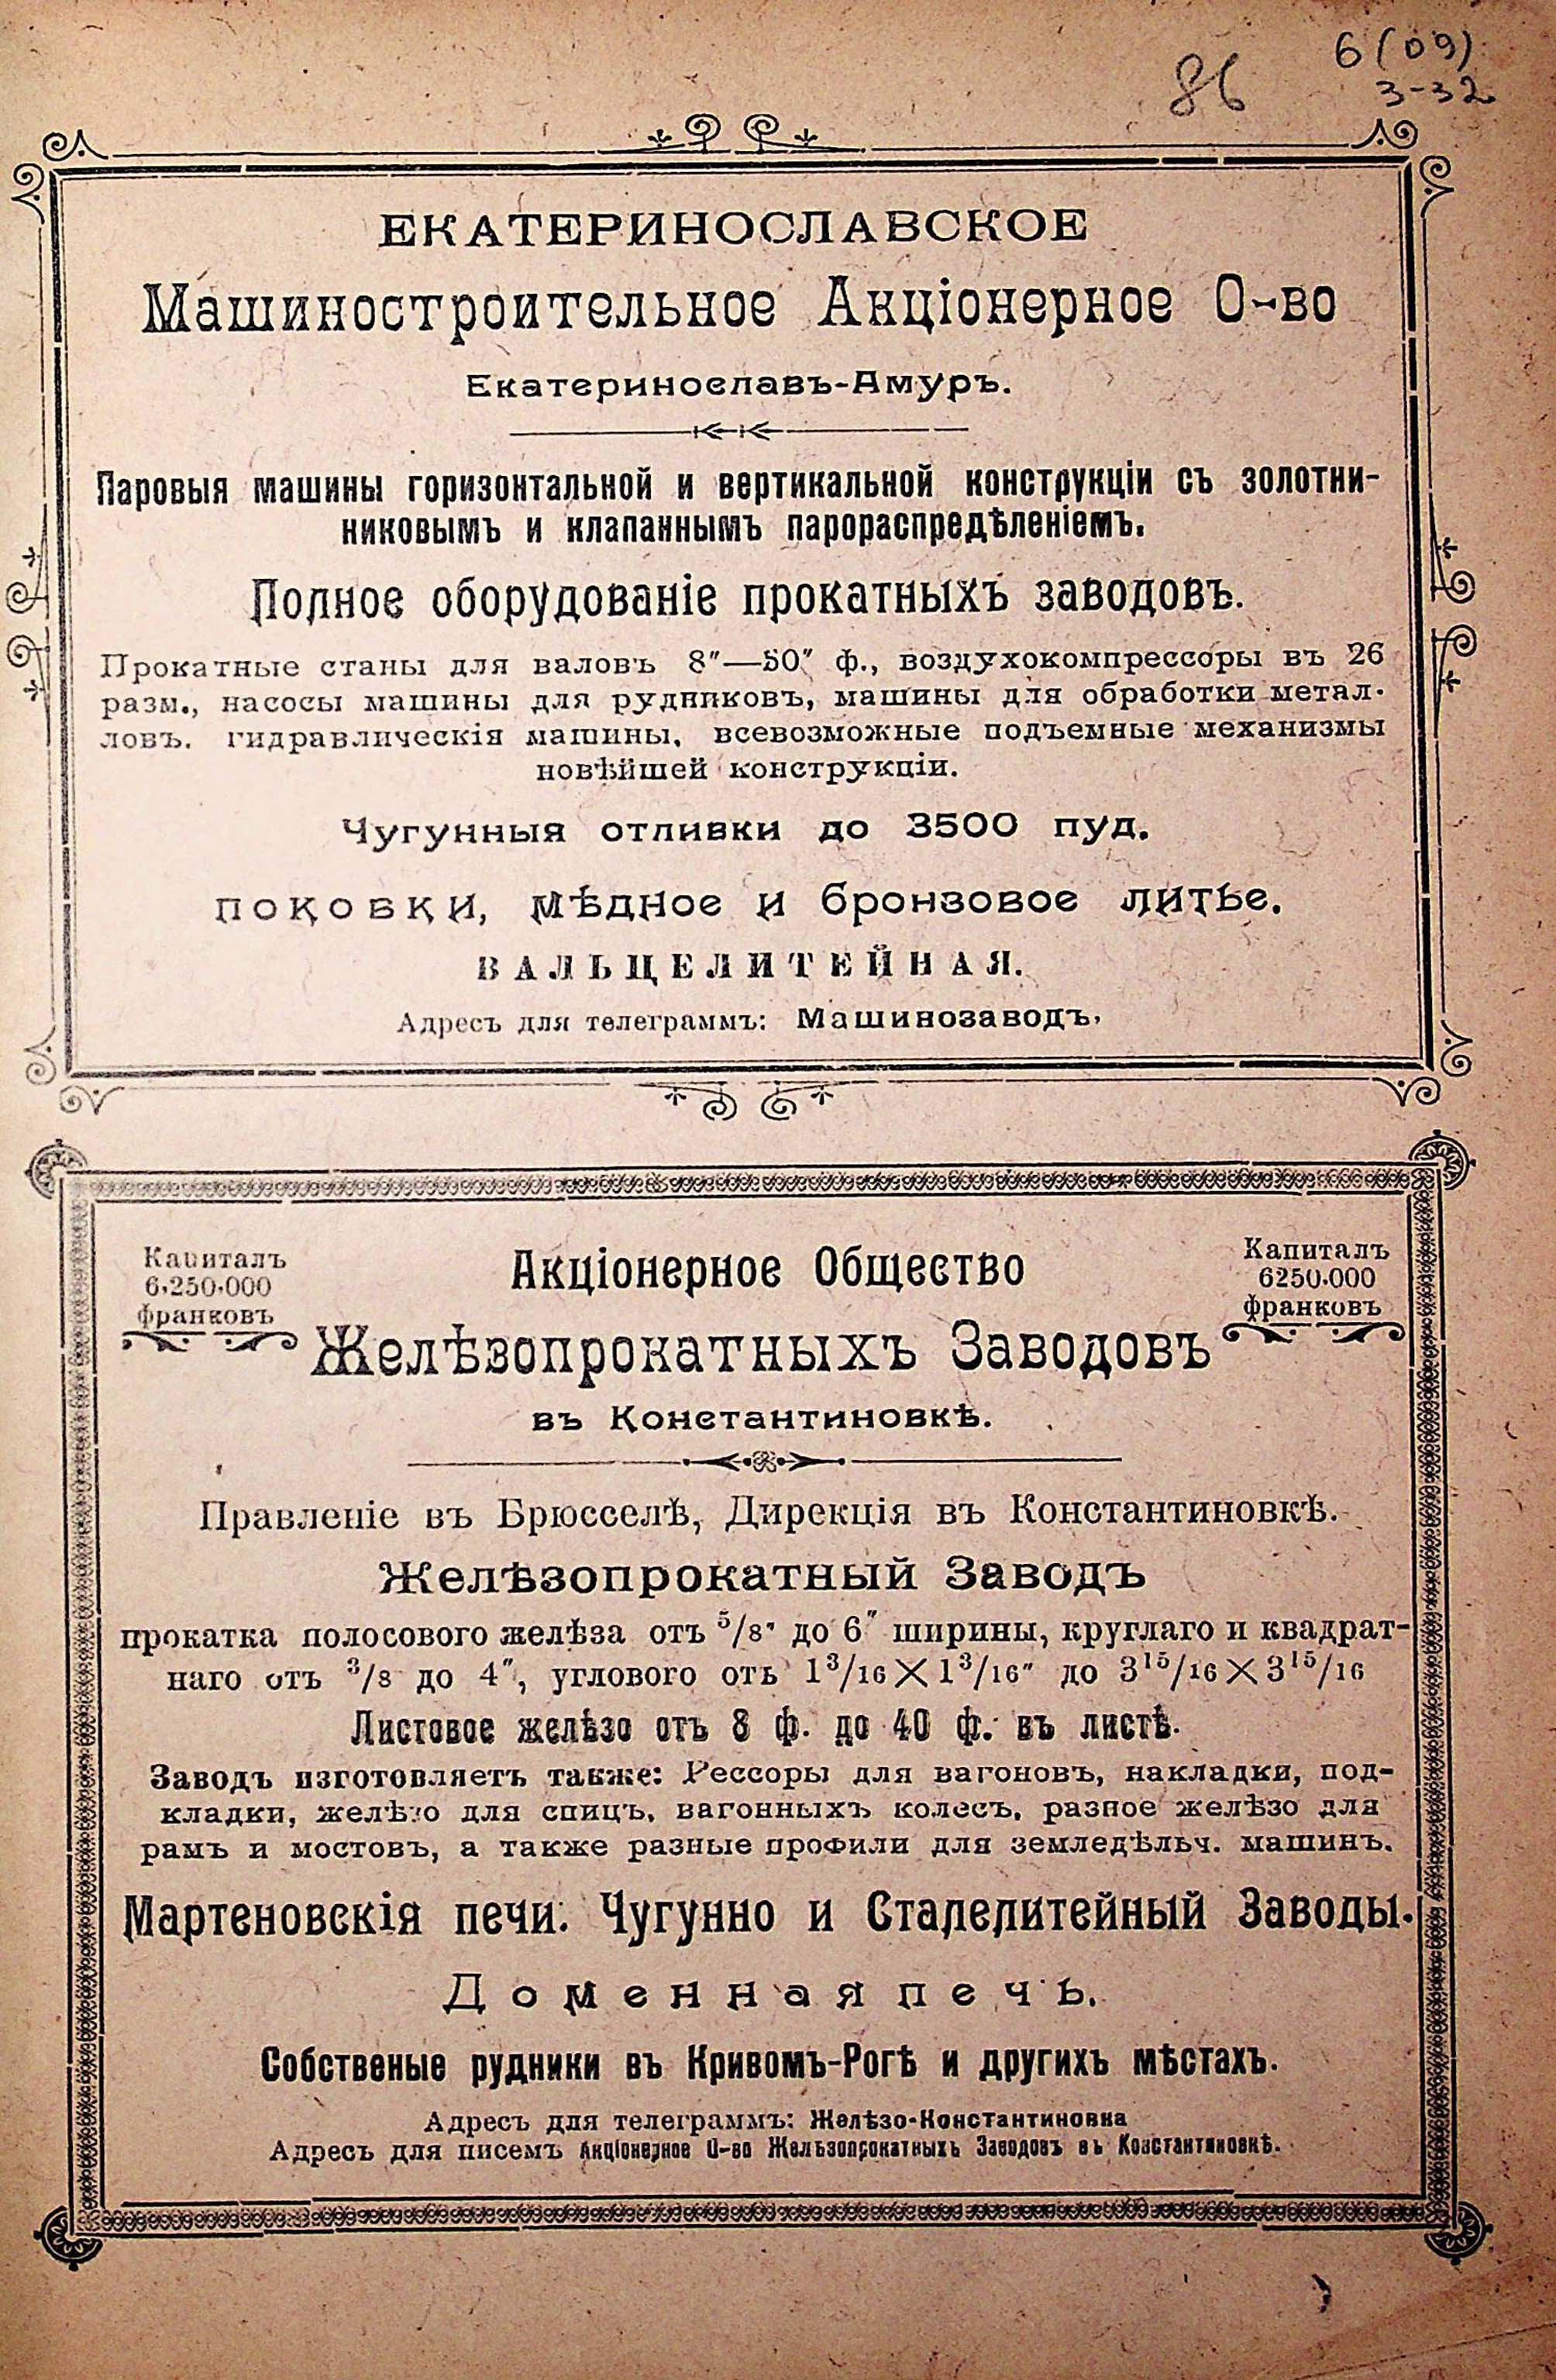 86
6 (09)
3-32
ЕКАТЕРИНОСЛАВСКОЕ
Машиностроительное Акціонерное О-во
Екатеринославъ-Амуръ.
Паровыя машины горизонтальной и вертикальной конструкціи съ золотни-
никовымъ и клапаннымъ парораспредѣленіемъ.
Полное оборудованіе прокатныхъ заводовъ.
Прокатные станы для валовъ 8″—50″ ф., воздухокомпрессоры въ 26
разм., насосы машины для рудниковъ, машины для обработки метал-
ловъ. гидравлическія машины, всевозможные подъемные механизмы
новѣйшей конструкціи.
Чугунныя отливки до 3500 пуд.
поковки, мѣдное и бронзовое литье.
ВАЛЬЦЕЛИТЕЙНАЯ.
Адресъ для телеграммъ: Машинозаводъ.
Капиталъ
6.250.000
франковъ
Капиталъ
6250.000
франковъ
Акціонерное Общество
Желѣзопрокатныхъ Заводовъ
въ Константиновкѣ.
Правленіе въ Брюсселѣ, Дирекція въ Константиновкѣ.
Желѣзопрокатный Заводъ
прокатка полосового желѣза отъ 5/8″ до 6″ ширины, круглаго и квадрат-
наго отъ 3/8 до 4″, углового отъ 1 3/16 X 1 3/16″ до 3 15/16 X 3 15/16
Листовое желѣзо отъ 8 ф. до 40 ф. въ листѣ.
Заводъ изготовляетъ также: Рессоры для вагоновъ, накладки, под-
кладки, желѣзо для спицъ, вагонныхъ колесъ, разное желѣзо для
рамъ и мостовъ, а также разные профили для земледѣльч. машинъ.
Мартеновскія печи. Чугунно и Сталелитейный Заводы.
Доменная печь.
Собственые рудники въ Кривомъ-Рогѣ и другихъ мѣстахъ.
Адресъ для телеграммъ: Желѣзо-Константиновка
Адресъ для писемъ Акціонерное О-во Желѣзопрокатныхъ Заводовъ въ Константиновкѣ.